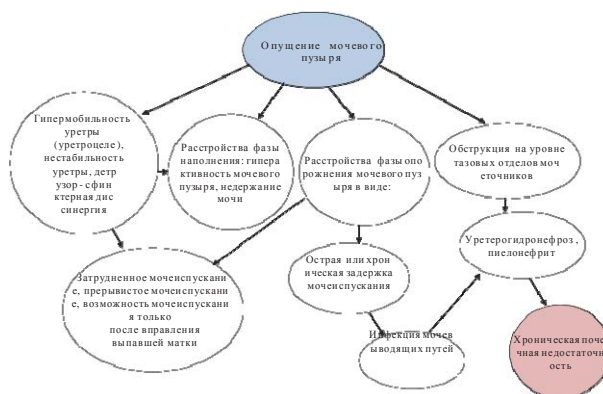 Опущение мочевого
пузыря
Гипермобильность
уретры
(уретроцеле),
нестабильность
уретры, детр
узор- сфин
ктерная дис
синергия
Расстройства фазы
наполнения: гипера
ктивность мочевого
пузыря, недержание
мочи
Расстройства фазы опо
рожнения мочевого пуз
ыря в виде:
Обструкция на уровне
тазовых отделов моч
еточников
Уретерогидронефроз ,
пиелонефрит
Затрудненное мочеиспускани
е, прерывистое мочеиспускани
е, возможность мочеиспускани
я только
после вправления
выпавшей матки
Острая или хрон
ическая задержка
мочеиспускания
Инфекция мочев
ыводящих путей
Хроническая поче
чная недостаточн
ость